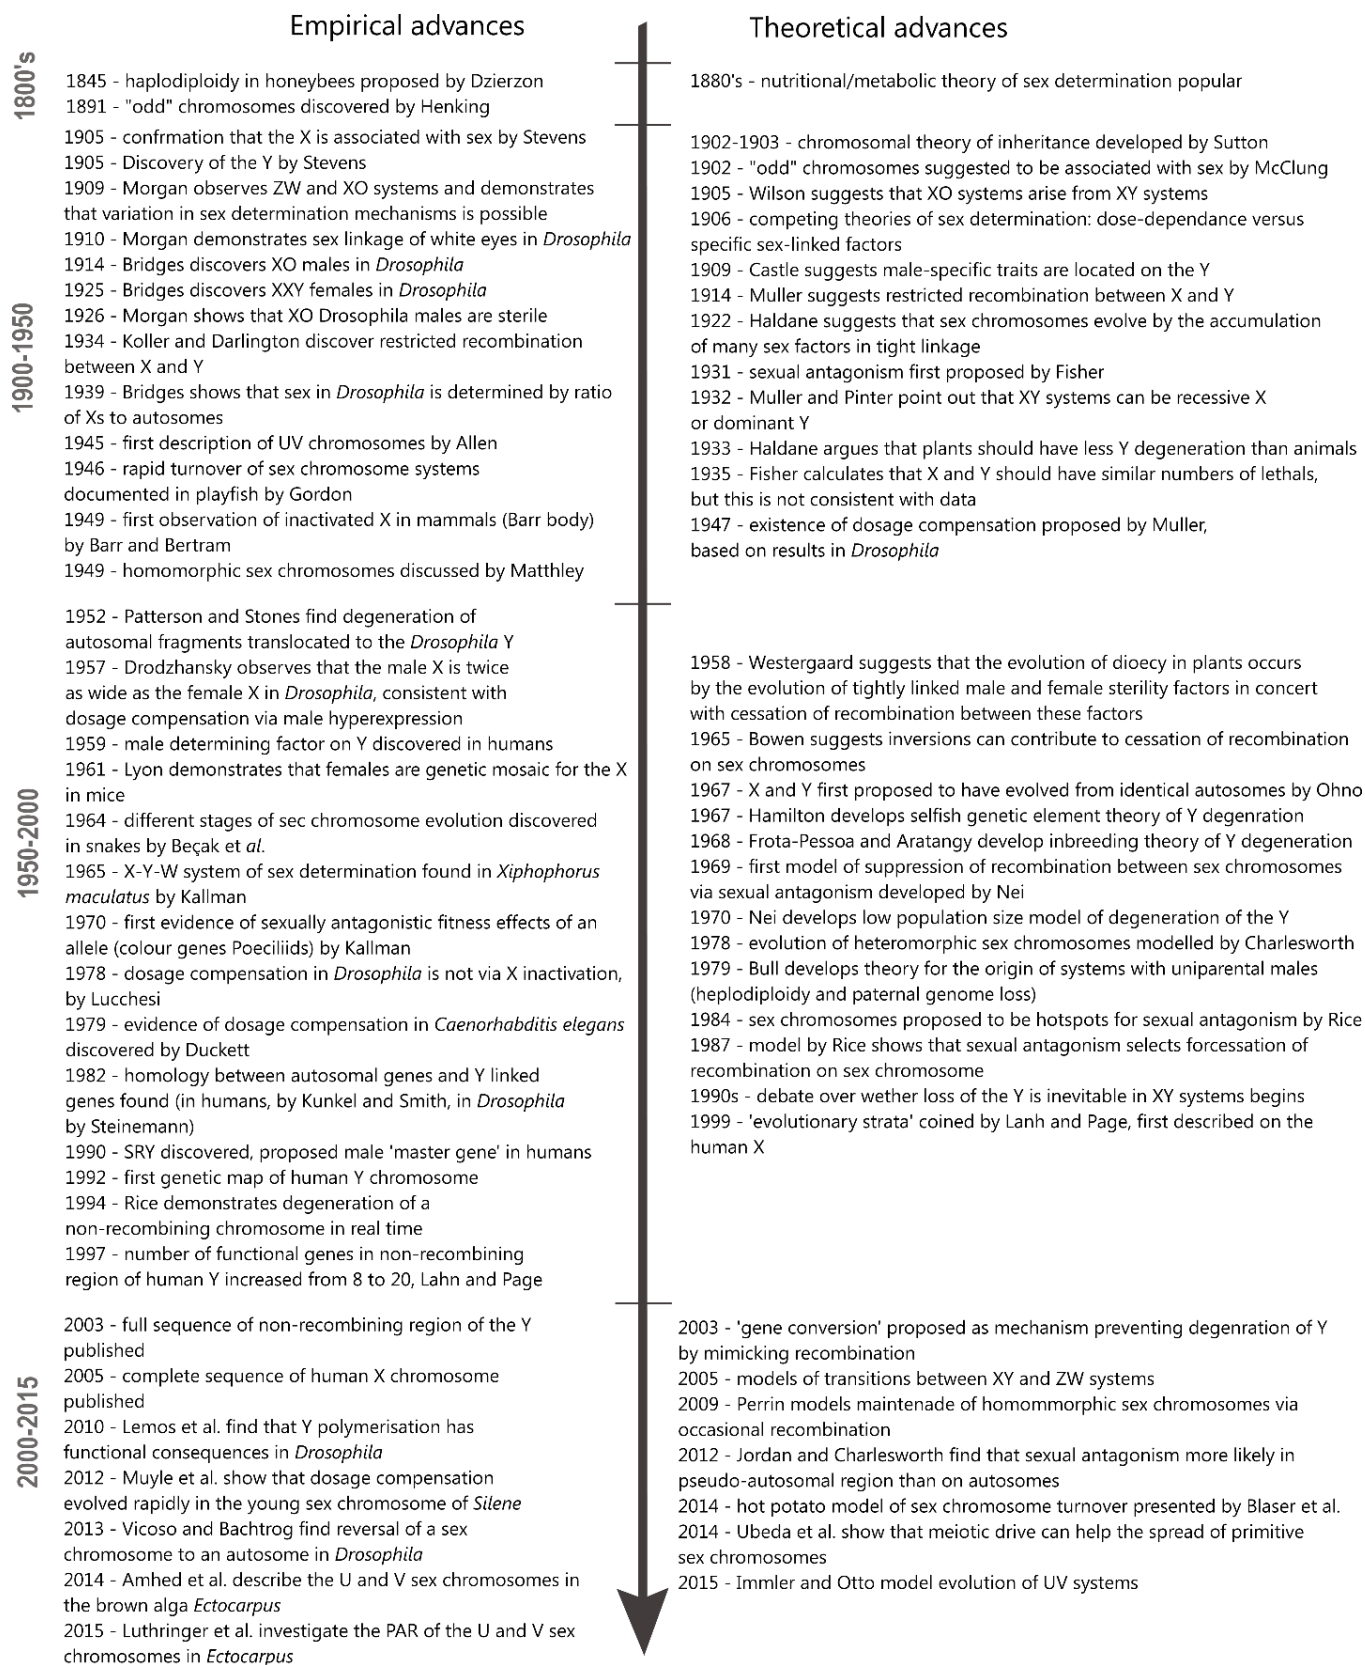 Empirical advances
Theoretical advances
1800's
1845 - haplodiploidy in honeybees proposed by Dzierzon
1891 - "odd" chromosomes discovered by Henking
1880's - nutritional/metabolic theory of sex determination popular
1900-1950
1905 - confrmation that the X is associated with sex by Stevens
1905 - Discovery of the Y by Stevens
1909 - Morgan observes ZW and XO systems and demonstrates
that variation in sex determination mechanisms is possible
1910 - Morgan demonstrates sex linkage of white eyes in Drosophila
1914 - Bridges discovers XO males in Drosophila
1925 - Bridges discovers XXY females in Drosophila
1926 - Morgan shows that XO Drosophila males are sterile
1934 - Koller and Darlington discover restricted recombination
between X and Y
1939 - Bridges shows that sex in Drosophila is determined by ratio
of Xs to autosomes
1945 - first description of UV chromosomes by Allen
1946 - rapid turnover of sex chromosome systems
documented in playfish by Gordon
1949 - first observation of inactivated X in mammals (Barr body)
by Barr and Bertram
1949 - homomorphic sex chromosomes discussed by Matthley
1902-1903 - chromosomal theory of inheritance developed by Sutton
1902 - "odd" chromosomes suggested to be associated with sex by McClung
1905 - Wilson suggests that XO systems arise from XY systems
1906 - competing theories of sex determination: dose-dependance versus
specific sex-linked factors
1909 - Castle suggests male-specific traits are located on the Y
1914 - Muller suggests restricted recombination between X and Y
1922 - Haldane suggests that sex chromosomes evolve by the accumulation
of many sex factors in tight linkage
1931 - sexual antagonism first proposed by Fisher
1932 - Muller and Pinter point out that XY systems can be recessive X
or dominant Y
1933 - Haldane argues that plants should have less Y degeneration than animals
1935 - Fisher calculates that X and Y should have similar numbers of lethals,
but this is not consistent with data
1947 - existence of dosage compensation proposed by Muller,
based on results in Drosophila
1950-2000
1952 - Patterson and Stones find degeneration of
autosomal fragments translocated to the Drosophila Y
1957 - Drodzhansky observes that the male X is twice
as wide as the female X in Drosophila, consistent with
dosage compensation via male hyperexpression
1959 - male determining factor on Y discovered in humans
1961 - Lyon demonstrates that females are genetic mosaic for the X
in mice
1964 - different stages of sec chromosome evolution discovered
in snakes by Beçak et al.
1965 - X-Y-W system of sex determination found in Xiphophorus
maculatus by Kallman
1970 - first evidence of sexually antagonistic fitness effects of an
allele (colour genes Poeciliids) by Kallman
1978 - dosage compensation in Drosophila is not via X inactivation,
by Lucchesi
1979 - evidence of dosage compensation in Caenorhabditis elegans
discovered by Duckett
1982 - homology between autosomal genes and Y linked
genes found (in humans, by Kunkel and Smith, in Drosophila
by Steinemann)
1990 - SRY discovered, proposed male 'master gene' in humans
1992 - first genetic map of human Y chromosome
1994 - Rice demonstrates degeneration of a
non-recombining chromosome in real time
1997 - number of functional genes in non-recombining
region of human Y increased from 8 to 20, Lahn and Page
1958 - Westergaard suggests that the evolution of dioecy in plants occurs
by the evolution of tightly linked male and female sterility factors in concert
with cessation of recombination between these factors
1965 - Bowen suggests inversions can contribute to cessation of recombination
on sex chromosomes
1967 - X and Y first proposed to have evolved from identical autosomes by Ohno
1967 - Hamilton develops selfish genetic element theory of Y degenration
1968 - Frota-Pessoa and Aratangy develop inbreeding theory of Y degeneration
1969 - first model of suppression of recombination between sex chromosomes
via sexual antagonism developed by Nei
1970 - Nei develops low population size model of degeneration of the Y
1978 - evolution of heteromorphic sex chromosomes modelled by Charlesworth
1979 - Bull develops theory for the origin of systems with uniparental males
(heplodiploidy and paternal genome loss)
1984 - sex chromosomes proposed to be hotspots for sexual antagonism by Rice
1987 - model by Rice shows that sexual antagonism selects forcessation of
recombination on sex chromosome
1990s - debate over wether loss of the Y is inevitable in XY systems begins
1999 - 'evolutionary strata' coined by Lanh and Page, first described on the
human X
2000-2015
2003 - full sequence of non-recombining region of the Y
published
2005 - complete sequence of human X chromosome
published
2010 - Lemos et al. find that Y polymerisation has
functional consequences in Drosophila
2012 - Muyle et al. show that dosage compensation
evolved rapidly in the young sex chromosome of Silene
2013 - Vicoso and Bachtrog find reversal of a sex
chromosome to an autosome in Drosophila
2014 - Amhed et al. describe the U and V sex chromosomes in
the brown alga Ectocarpus
2015 - Luthringer et al. investigate the PAR of the U and V sex
chromosomes in Ectocarpus
2003 - 'gene conversion' proposed as mechanism preventing degenration of Y
by mimicking recombination
2005 - models of transitions between XY and ZW systems
2009 - Perrin models maintenade of homommorphic sex chromosomes via
occasional recombination
2012 - Jordan and Charlesworth find that sexual antagonism more likely in
pseudo-autosomal region than on autosomes
2014 - hot potato model of sex chromosome turnover presented by Blaser et al.
2014 - Ubeda et al. show that meiotic drive can help the spread of primitive
sex chromosomes
2015 - Immler and Otto model evolution of UV systems